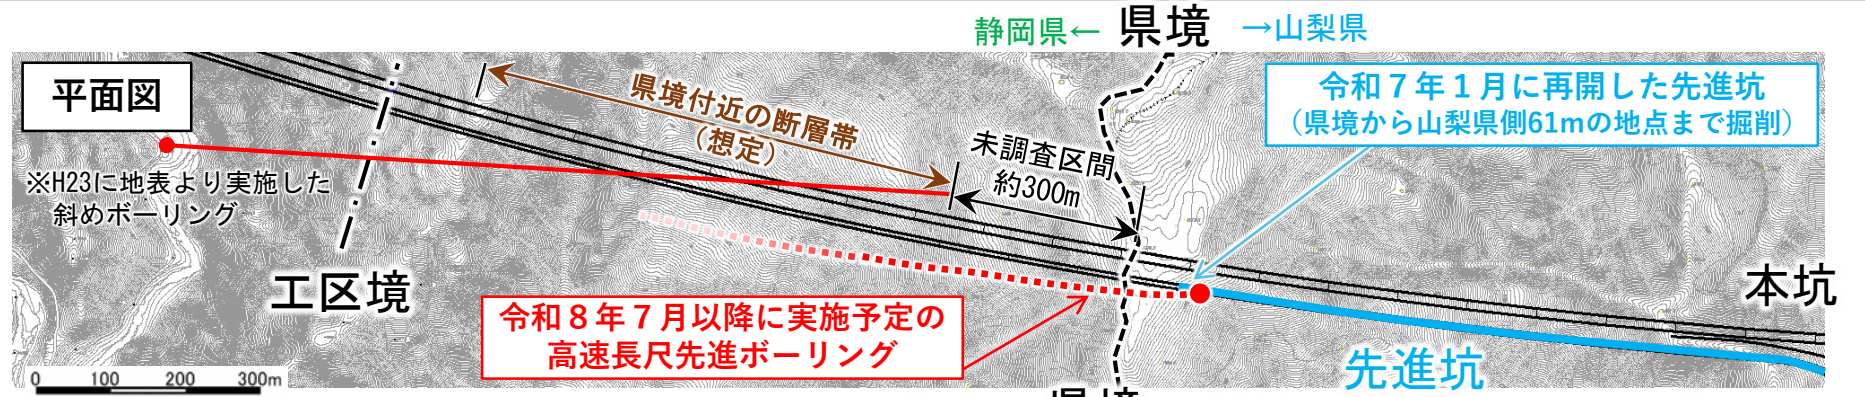 静岡県← 県境 →山梨県
平面図
県境付近の断層帯
(想定)
未調査区間
約300m
令和７年１月に再開した先進坑
(県境から山梨県側61mの地点まで掘削)
※H23に地表より実施した
斜めボーリング
工区境
令和８年７月以降に実施予定の
高速長尺先進ボーリング
本坑
先進坑
0 100 200 300m
県境